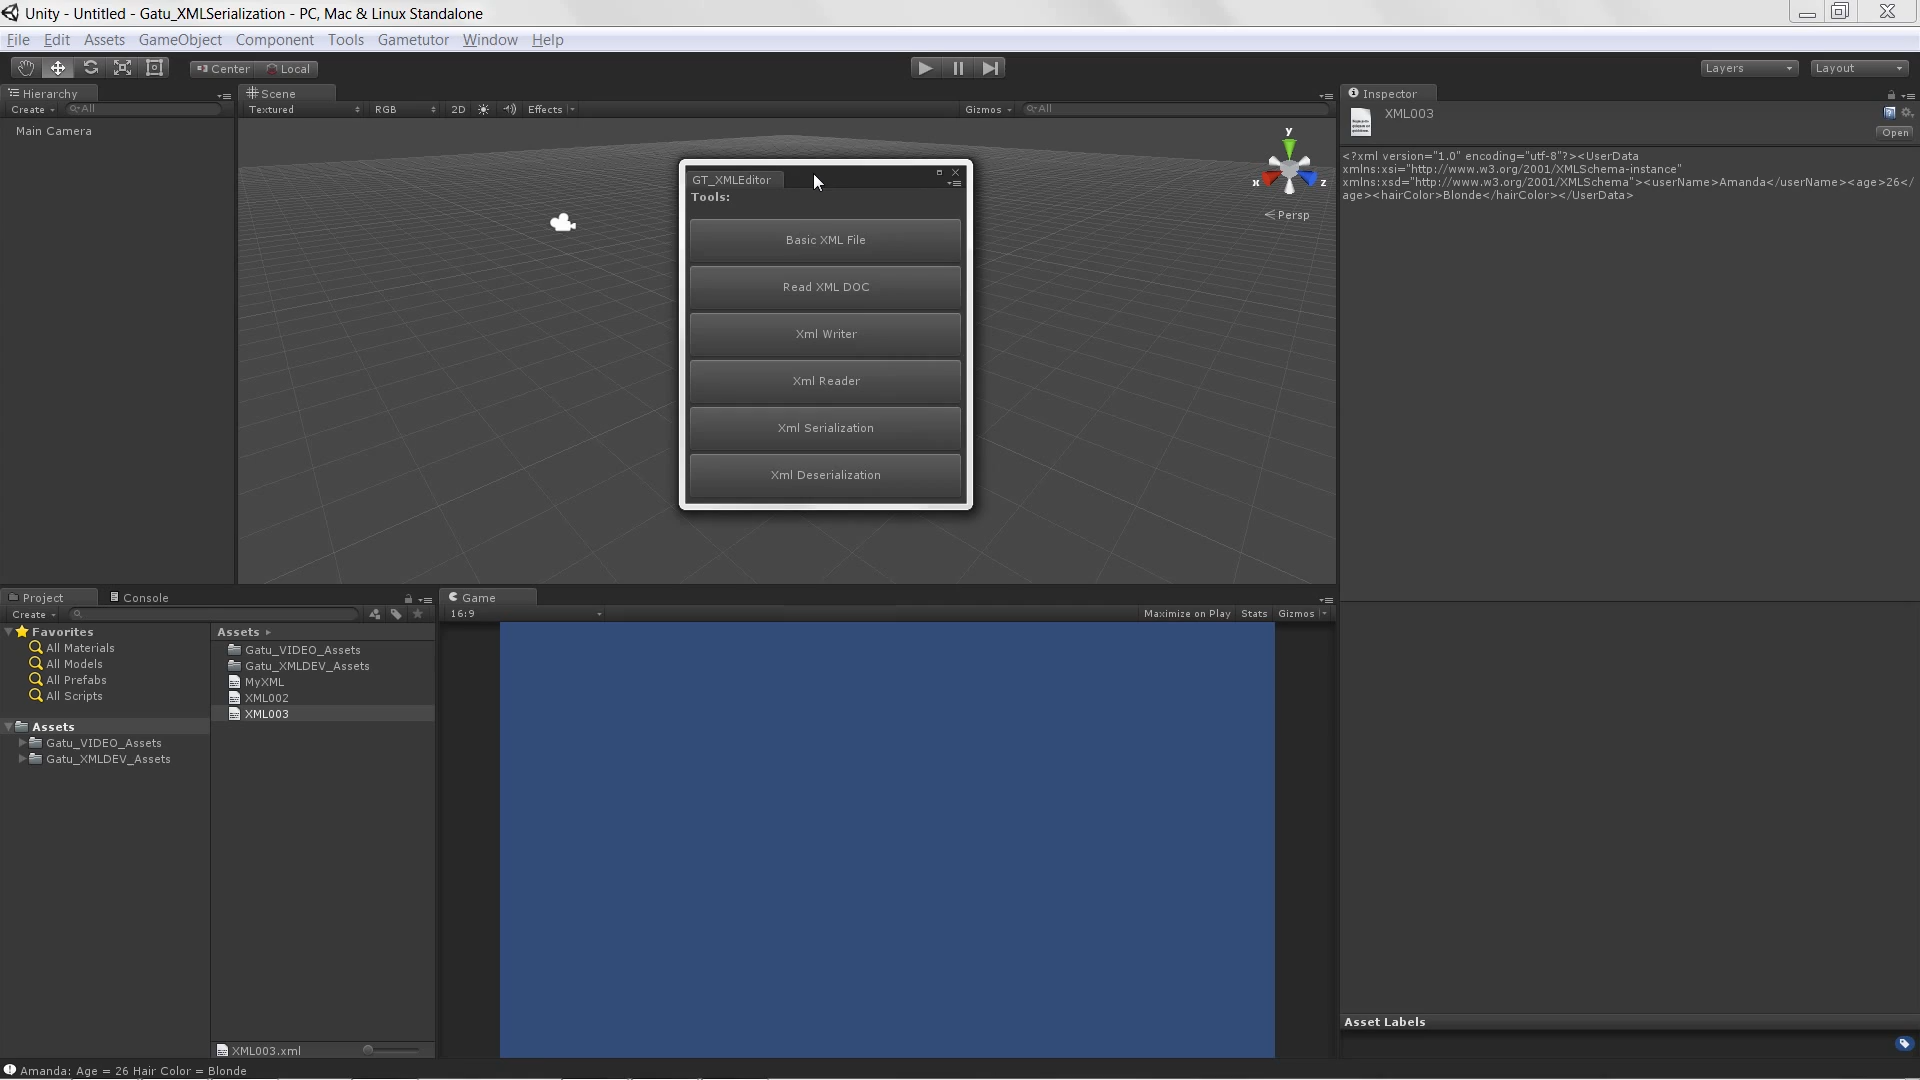 Unity - Untitled - Gatu_XMLSerialization - PC, Mac & Linux Standalone
File Edit Assets GameObject Component Tools Gametutor Window Help
Center Local
Layers Layout
Hierarchy
Create All
Main Camera
Scene
Textured RGB 2D Effects Gizmos All
y
x z
Persp
GT_XMLEditor
Tools:
Basic XML File
Read XML DOC
Xml Writer
Xml Reader
Xml Serialization
Xml Deserialization
Inspector
XML003
Open
<?xml version="1.0" encoding="utf-8"?><UserData
xmlns:xsi="http://www.w3.org/2001/XMLSchema-instance"
xmlns:xsd="http://www.w3.org/2001/XMLSchema"><userName>Amanda</userName><age>26</
age><hairColor>Blonde</hairColor></UserData>
Project Console
Create
Favorites
All Materials
All Models
All Prefabs
All Scripts
Assets
Gatu_VIDEO_Assets
Gatu_XMLDEV_Assets
Assets
Gatu_VIDEO_Assets
Gatu_XMLDEV_Assets
MyXML
XML002
XML003
XML003.xml
Game
16:9 Maximize on Play Stats Gizmos
Asset Labels
Amanda: Age = 26 Hair Color = Blonde